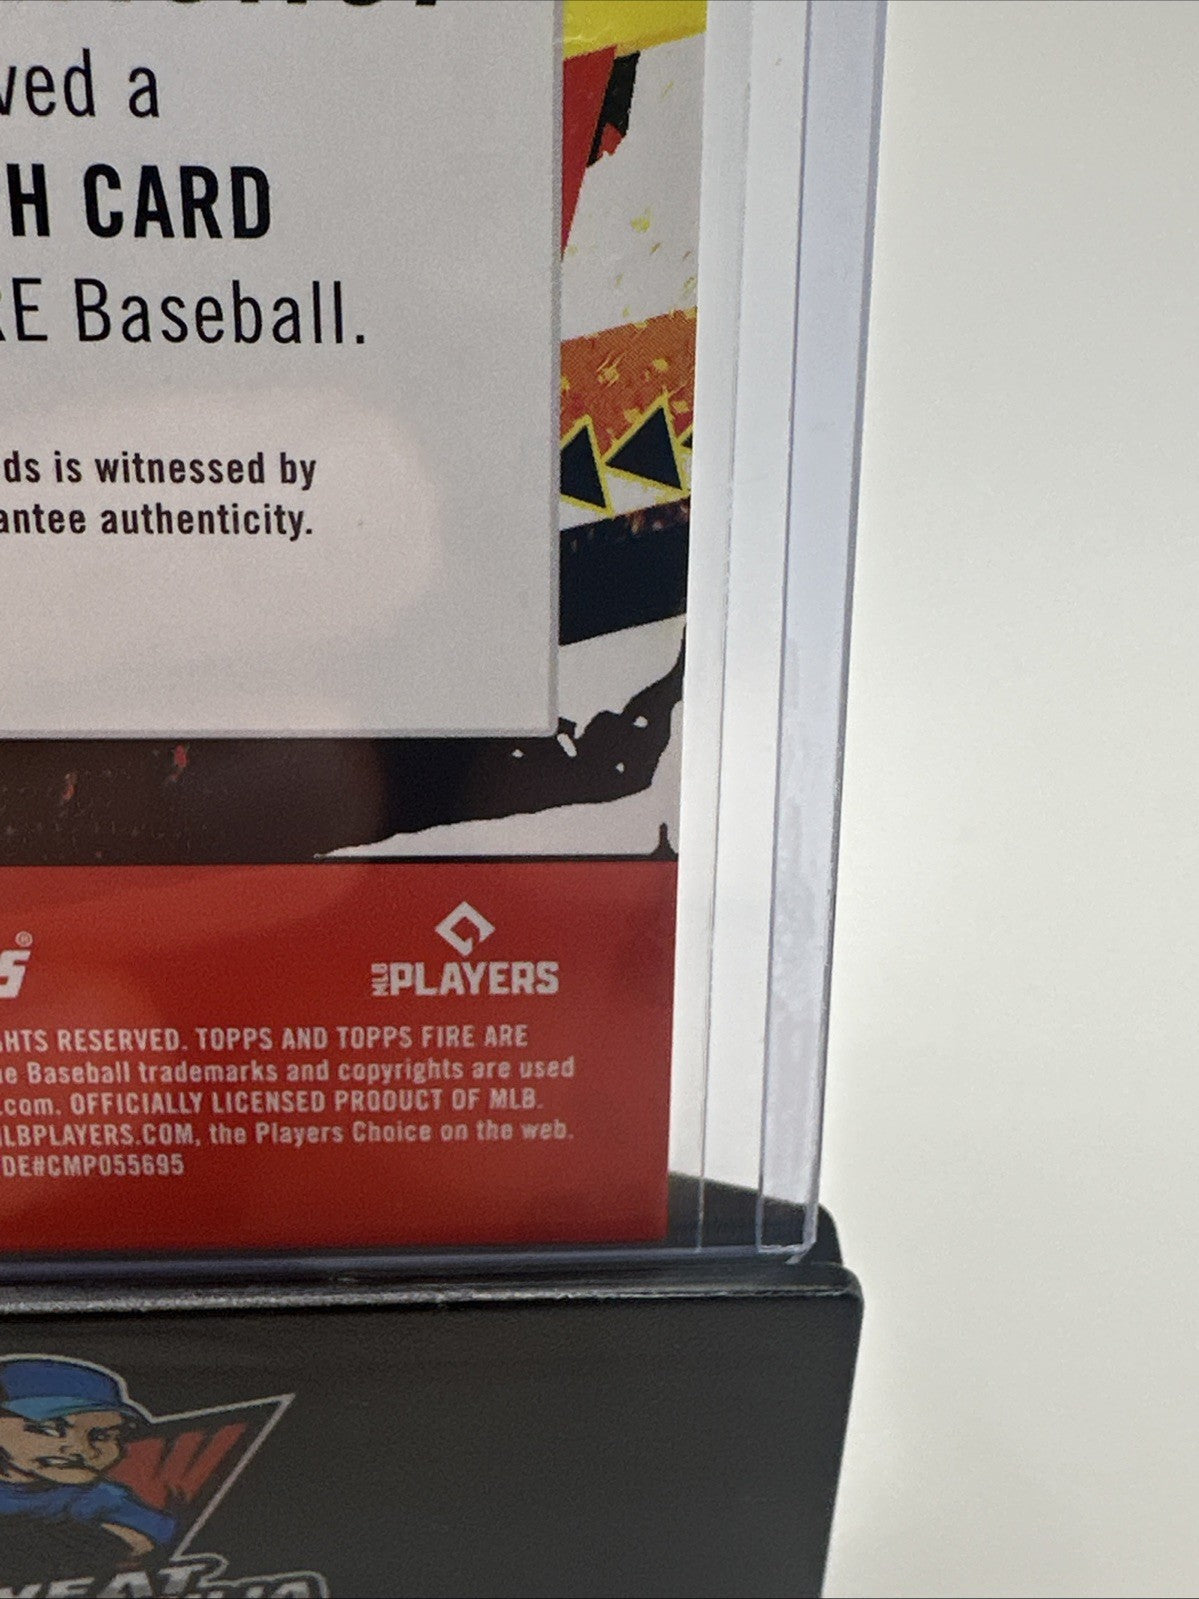 ved a
H CARD
RE Baseball.
ds is witnessed by
antee authenticity.
S®
MLB PLAYERS
HTS RESERVED. TOPPS AND TOPPS FIRE ARE
e Baseball trademarks and copyrights are used
.com. OFFICIALLY LICENSED PRODUCT OF MLB.
LBPLAYERS.COM, the Players Choice on the web.
DE#CMP055695